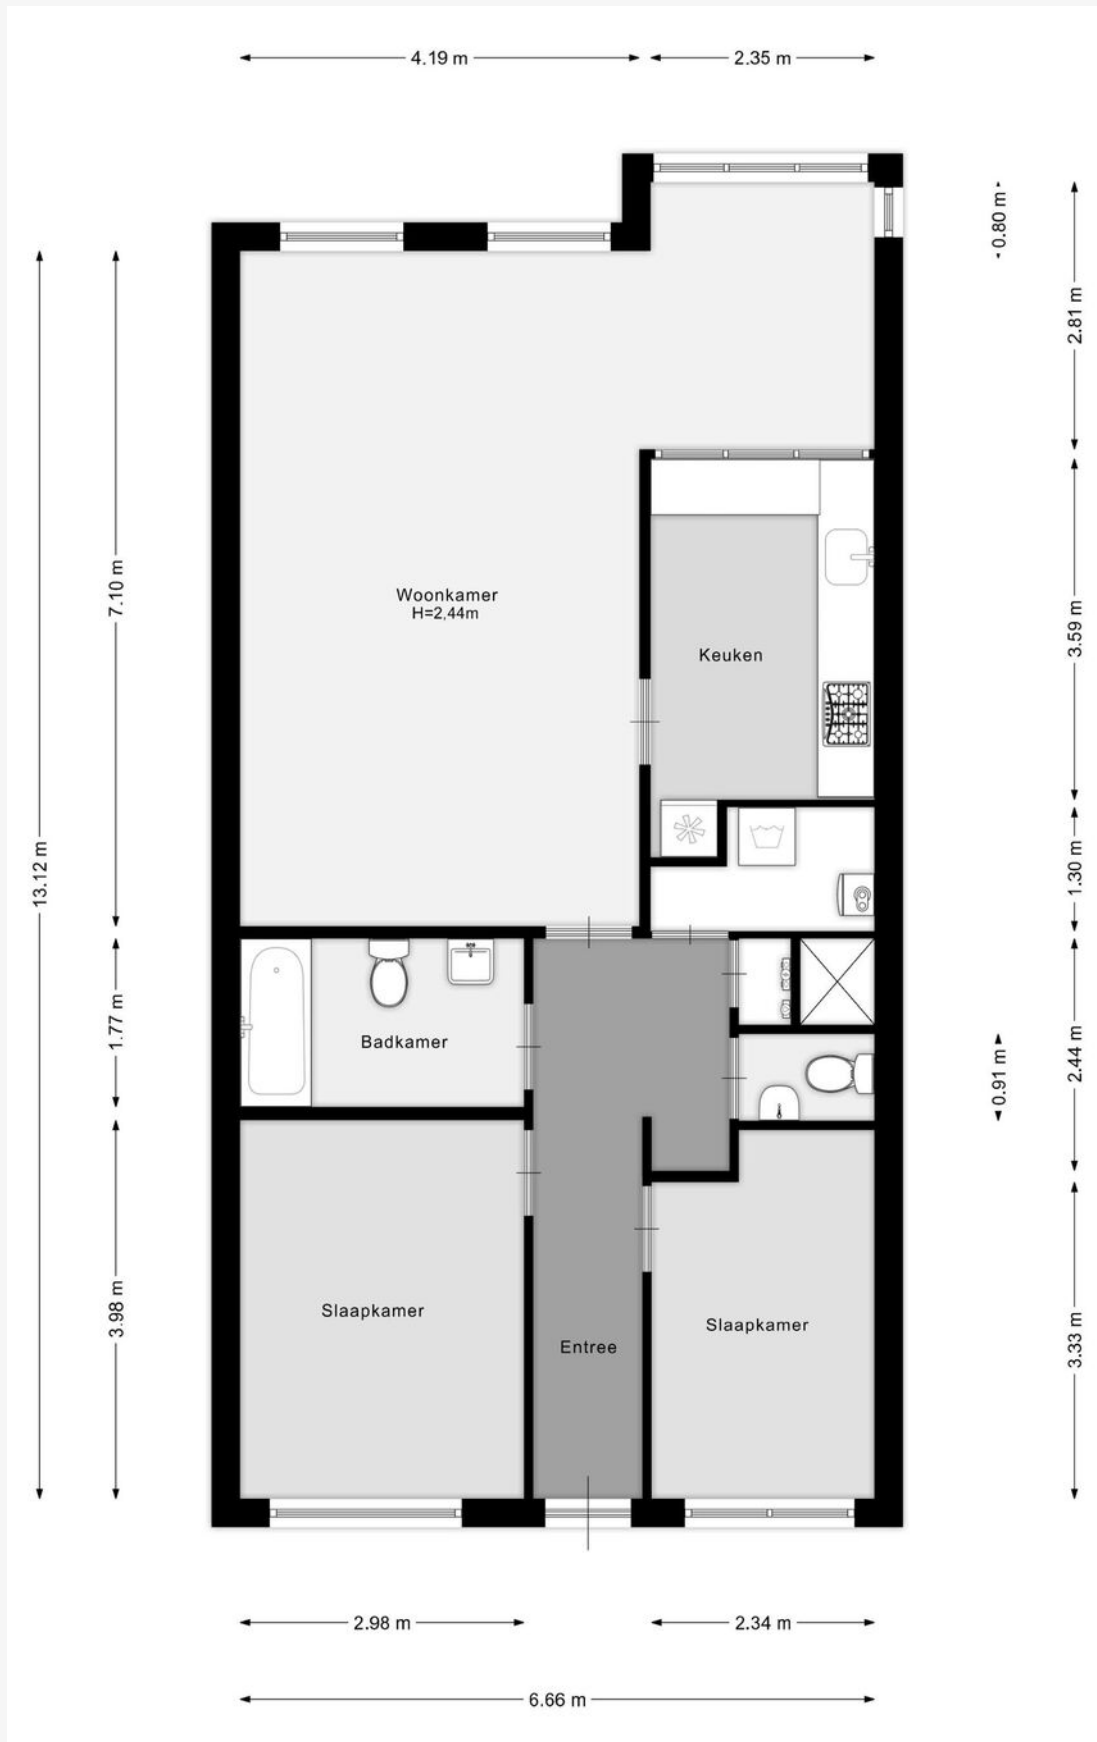 4.19 m
2.35 m
0.80 m
2.81 m
7.10 m
Woonkamer
H=2,44m
3.59 m
Keuken
13.12 m
1.30 m
1.77 m
Badkamer
2.44 m
0.91 m
3.98 m
Slaapkamer
Slaapkamer
3.33 m
Entree
2.98 m
2.34 m
6.66 m